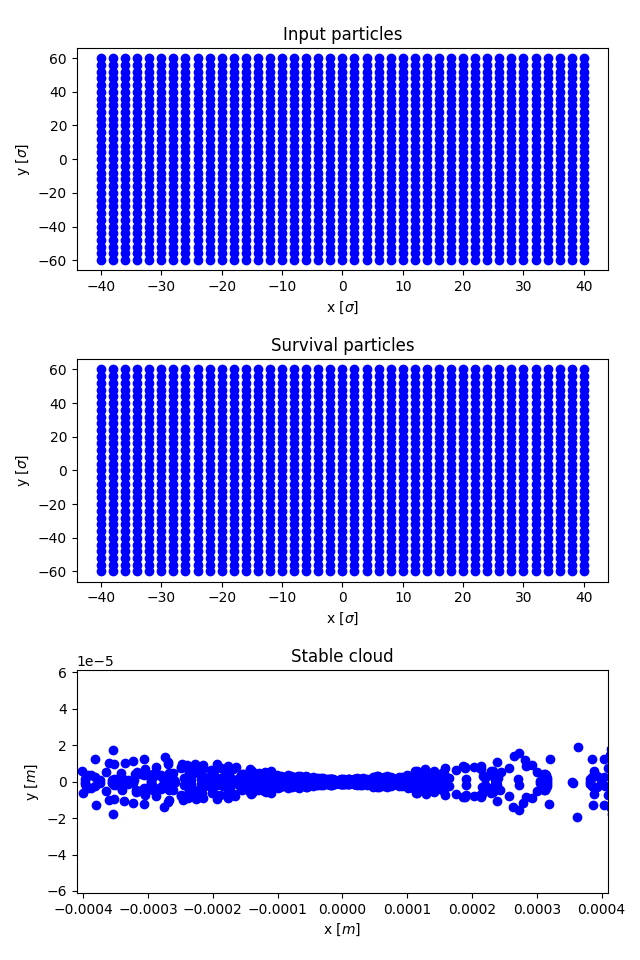 Input particles
60
40
20
0
−20
−40
−60
y [σ]
−40 −30 −20 −10 0 10 20 30 40
x [σ]
Survival particles
60
40
20
0
−20
−40
−60
y [σ]
−40 −30 −20 −10 0 10 20 30 40
x [σ]
Stable cloud
1e−5
6
4
2
0
−2
−4
−6
y [m]
−0.0004 −0.0003 −0.0002 −0.0001 0.0000 0.0001 0.0002 0.0003 0.0004
x [m]